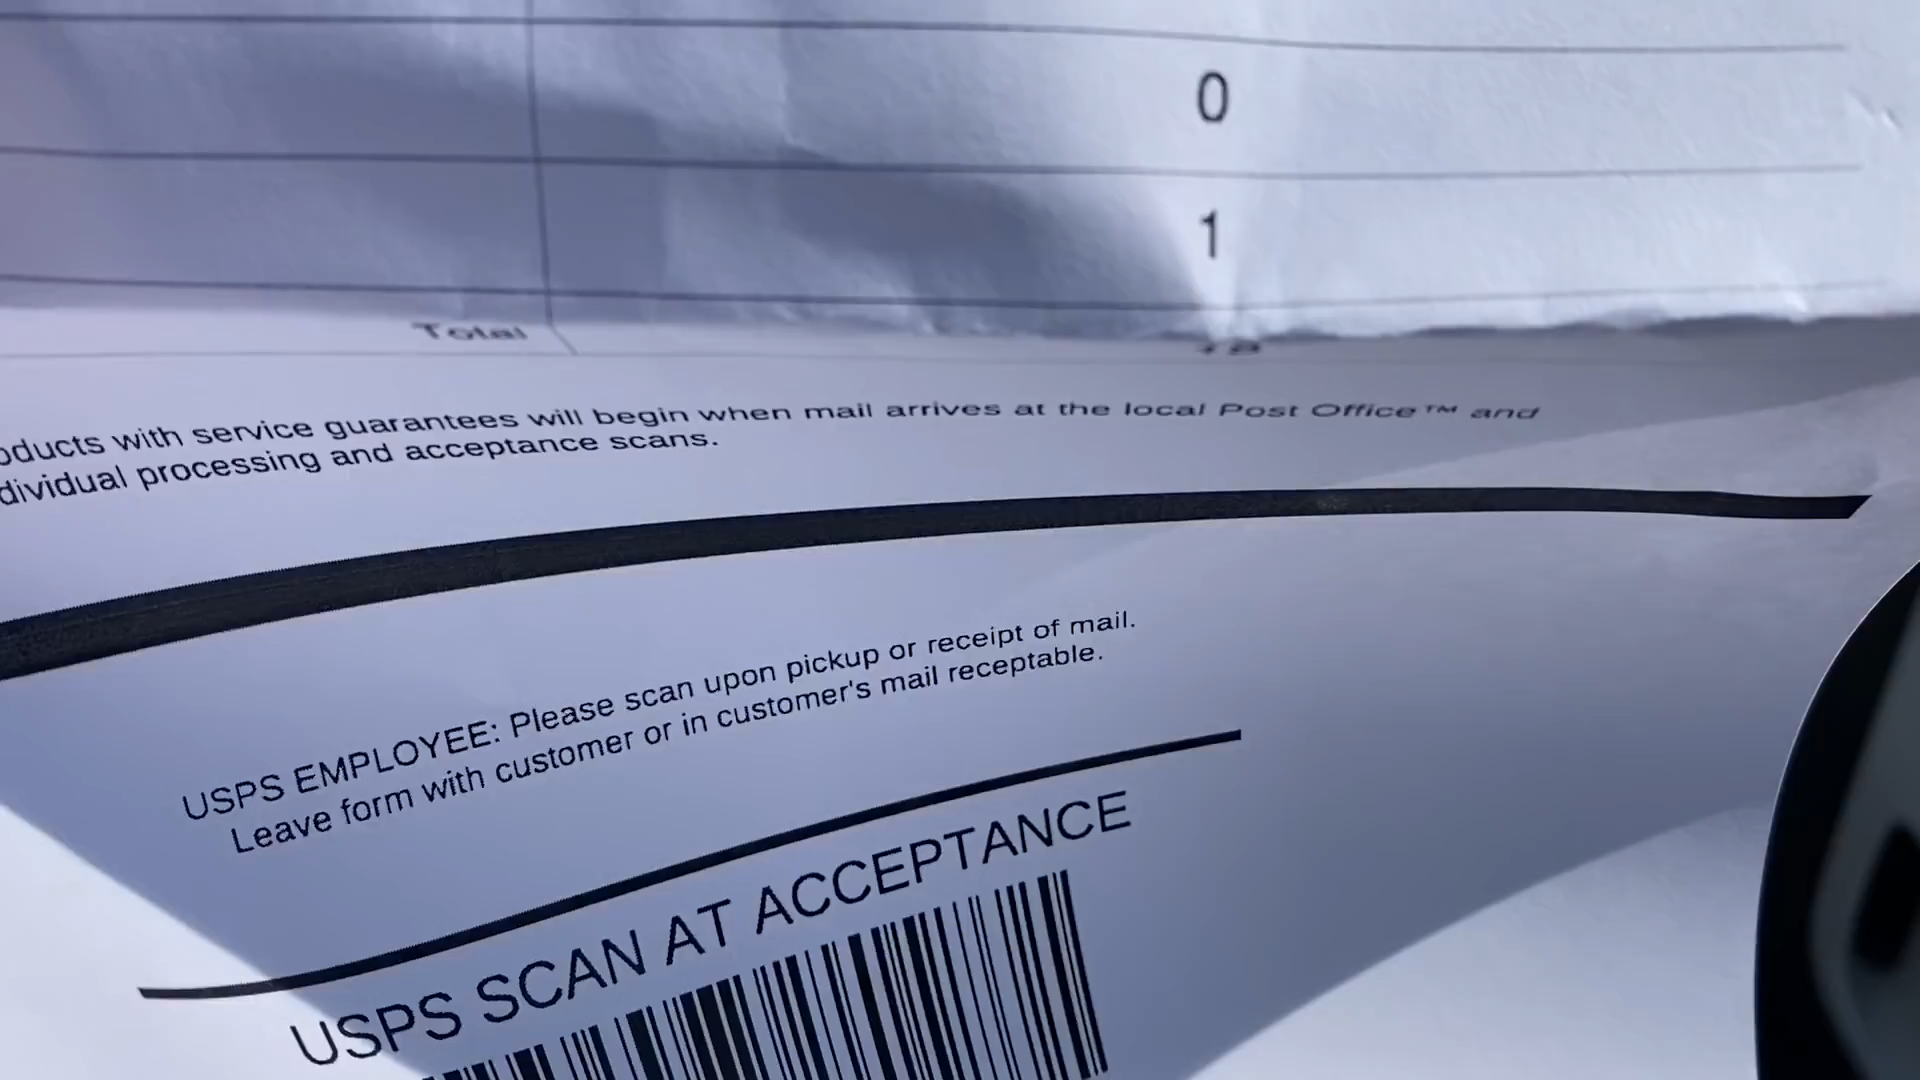 0
1
Total
oducts with service guarantees will begin when mail arrives at the local Post Office™ and
dividual processing and acceptance scans.
USPS EMPLOYEE: Please scan upon pickup or receipt of mail.
Leave form with customer or in customer's mail receptable.
USPS SCAN AT ACCEPTANCE